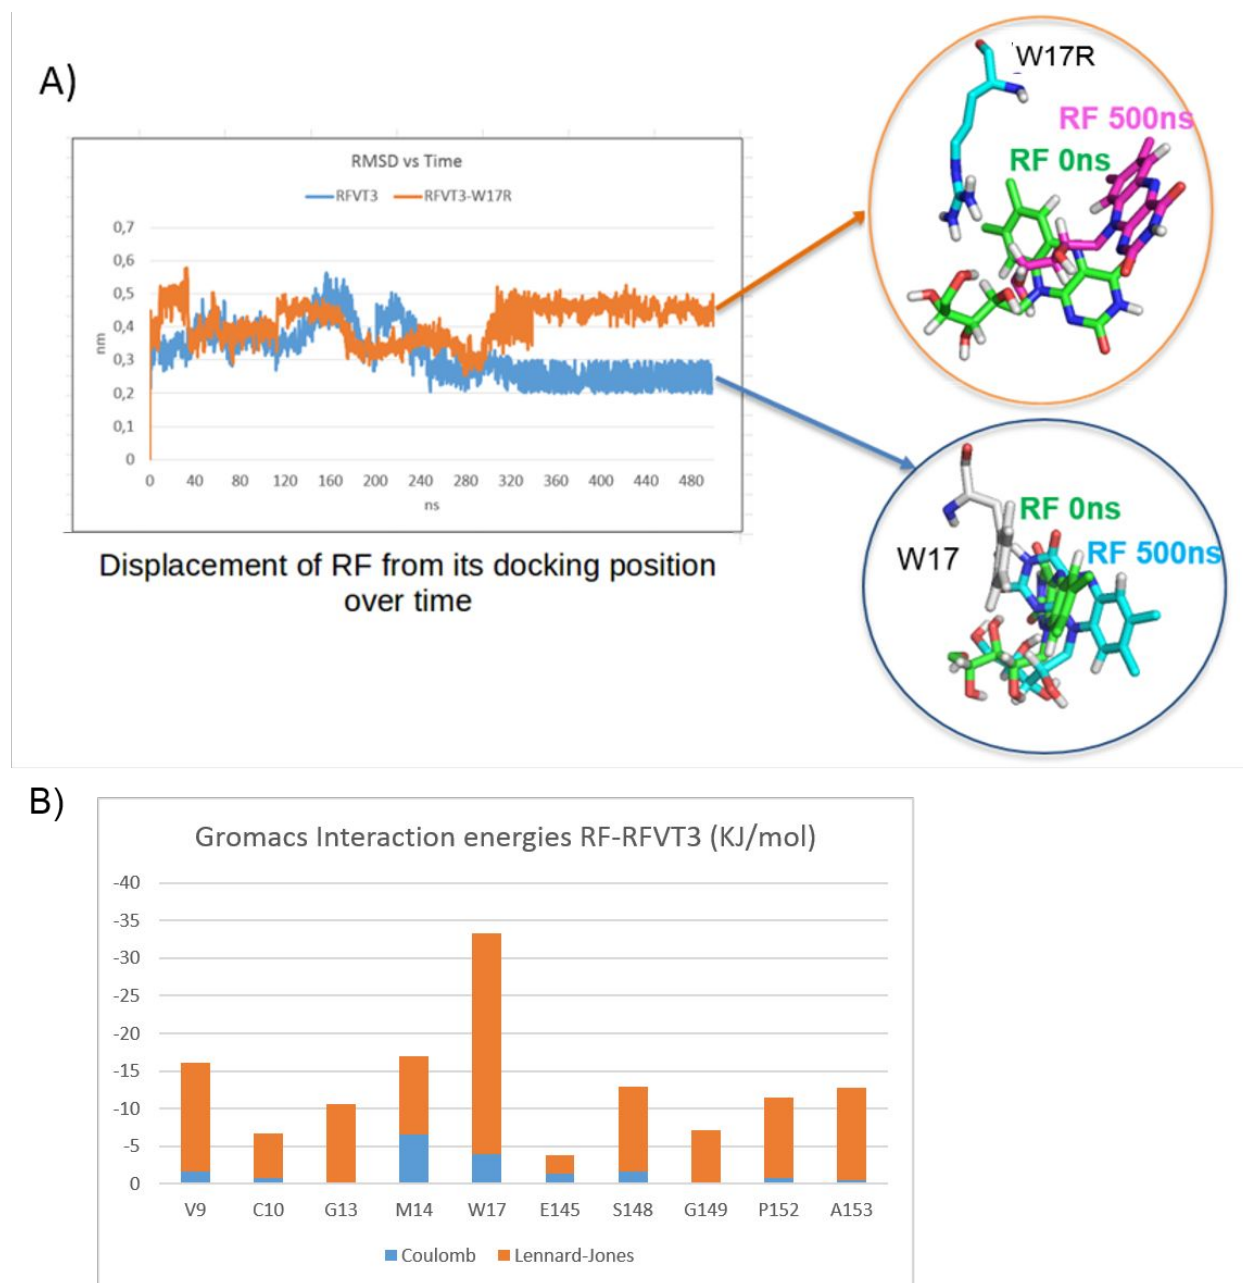 A)
RMSD vs Time
RFVT3 RFVT3-W17R
0,7
0,6
0,5
0,4
0,3
0,2
0,1
0
nm
0 40 80 120 160 200 240 280 320 360 400 440 480
ns
Displacement of RF from its docking position
over time
W17R
RF 500ns
RF 0ns
RF 0ns
RF 500ns
W17
B)
Gromacs Interaction energies RF-RFVT3 (KJ/mol)
-40
-35
-30
-25
-20
-15
-10
-5
0
V9 C10 G13 M14 W17 E145 S148 G149 P152 A153
Coulomb Lennard-Jones